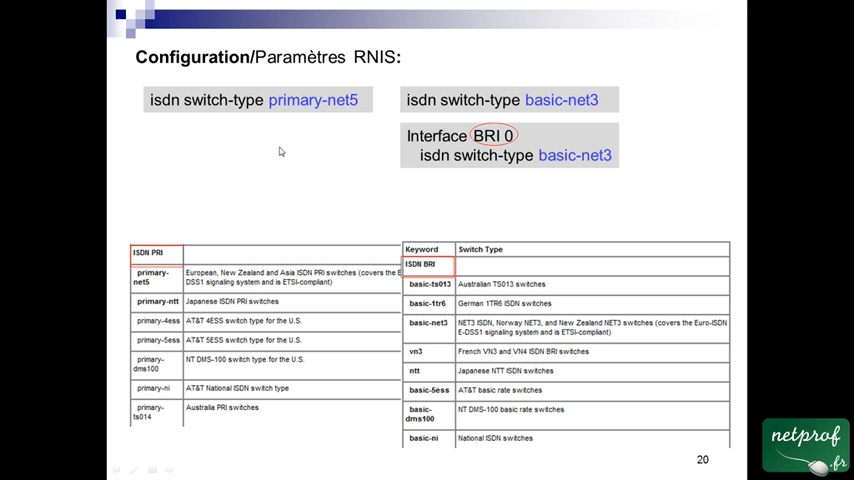 Configuration/Paramètres RNIS:
isdn switch-type primary-net5
isdn switch-type basic-net3
Interface BRI 0
isdn switch-type basic-net3
ISDN PRI
primary-net5 European, New Zealand and Asia ISDN PRI switches (covers the E
DSS1 signaling system and is ETSI-compliant)
primary-ntt Japanese ISDN PRI switches
primary-4ess AT&T 4ESS switch type for the U.S.
primary-5ess AT&T 5ESS switch type for the U.S.
primary-dms100 NT DMS-100 switch type for the U.S.
primary-ni AT&T National ISDN switch type
primary-ts014 Australia PRI switches
Keyword Switch Type
ISDN BRI
basic-ts013 Australian TS013 switches
basic-1tr6 German 1TR6 ISDN switches
basic-net3 NET3 ISDN, Norway NET3, and New Zealand NET3 switches (covers the Euro-ISDN
E-DSS1 signaling system and is ETSI-compliant)
vn3 French VN3 and VN4 ISDN BRI switches
ntt Japanese NTT ISDN switches
basic-5ess AT&T basic rate switches
basic-dms100 NT DMS-100 basic rate switches
basic-ni National ISDN switches
20
netprof
.fr